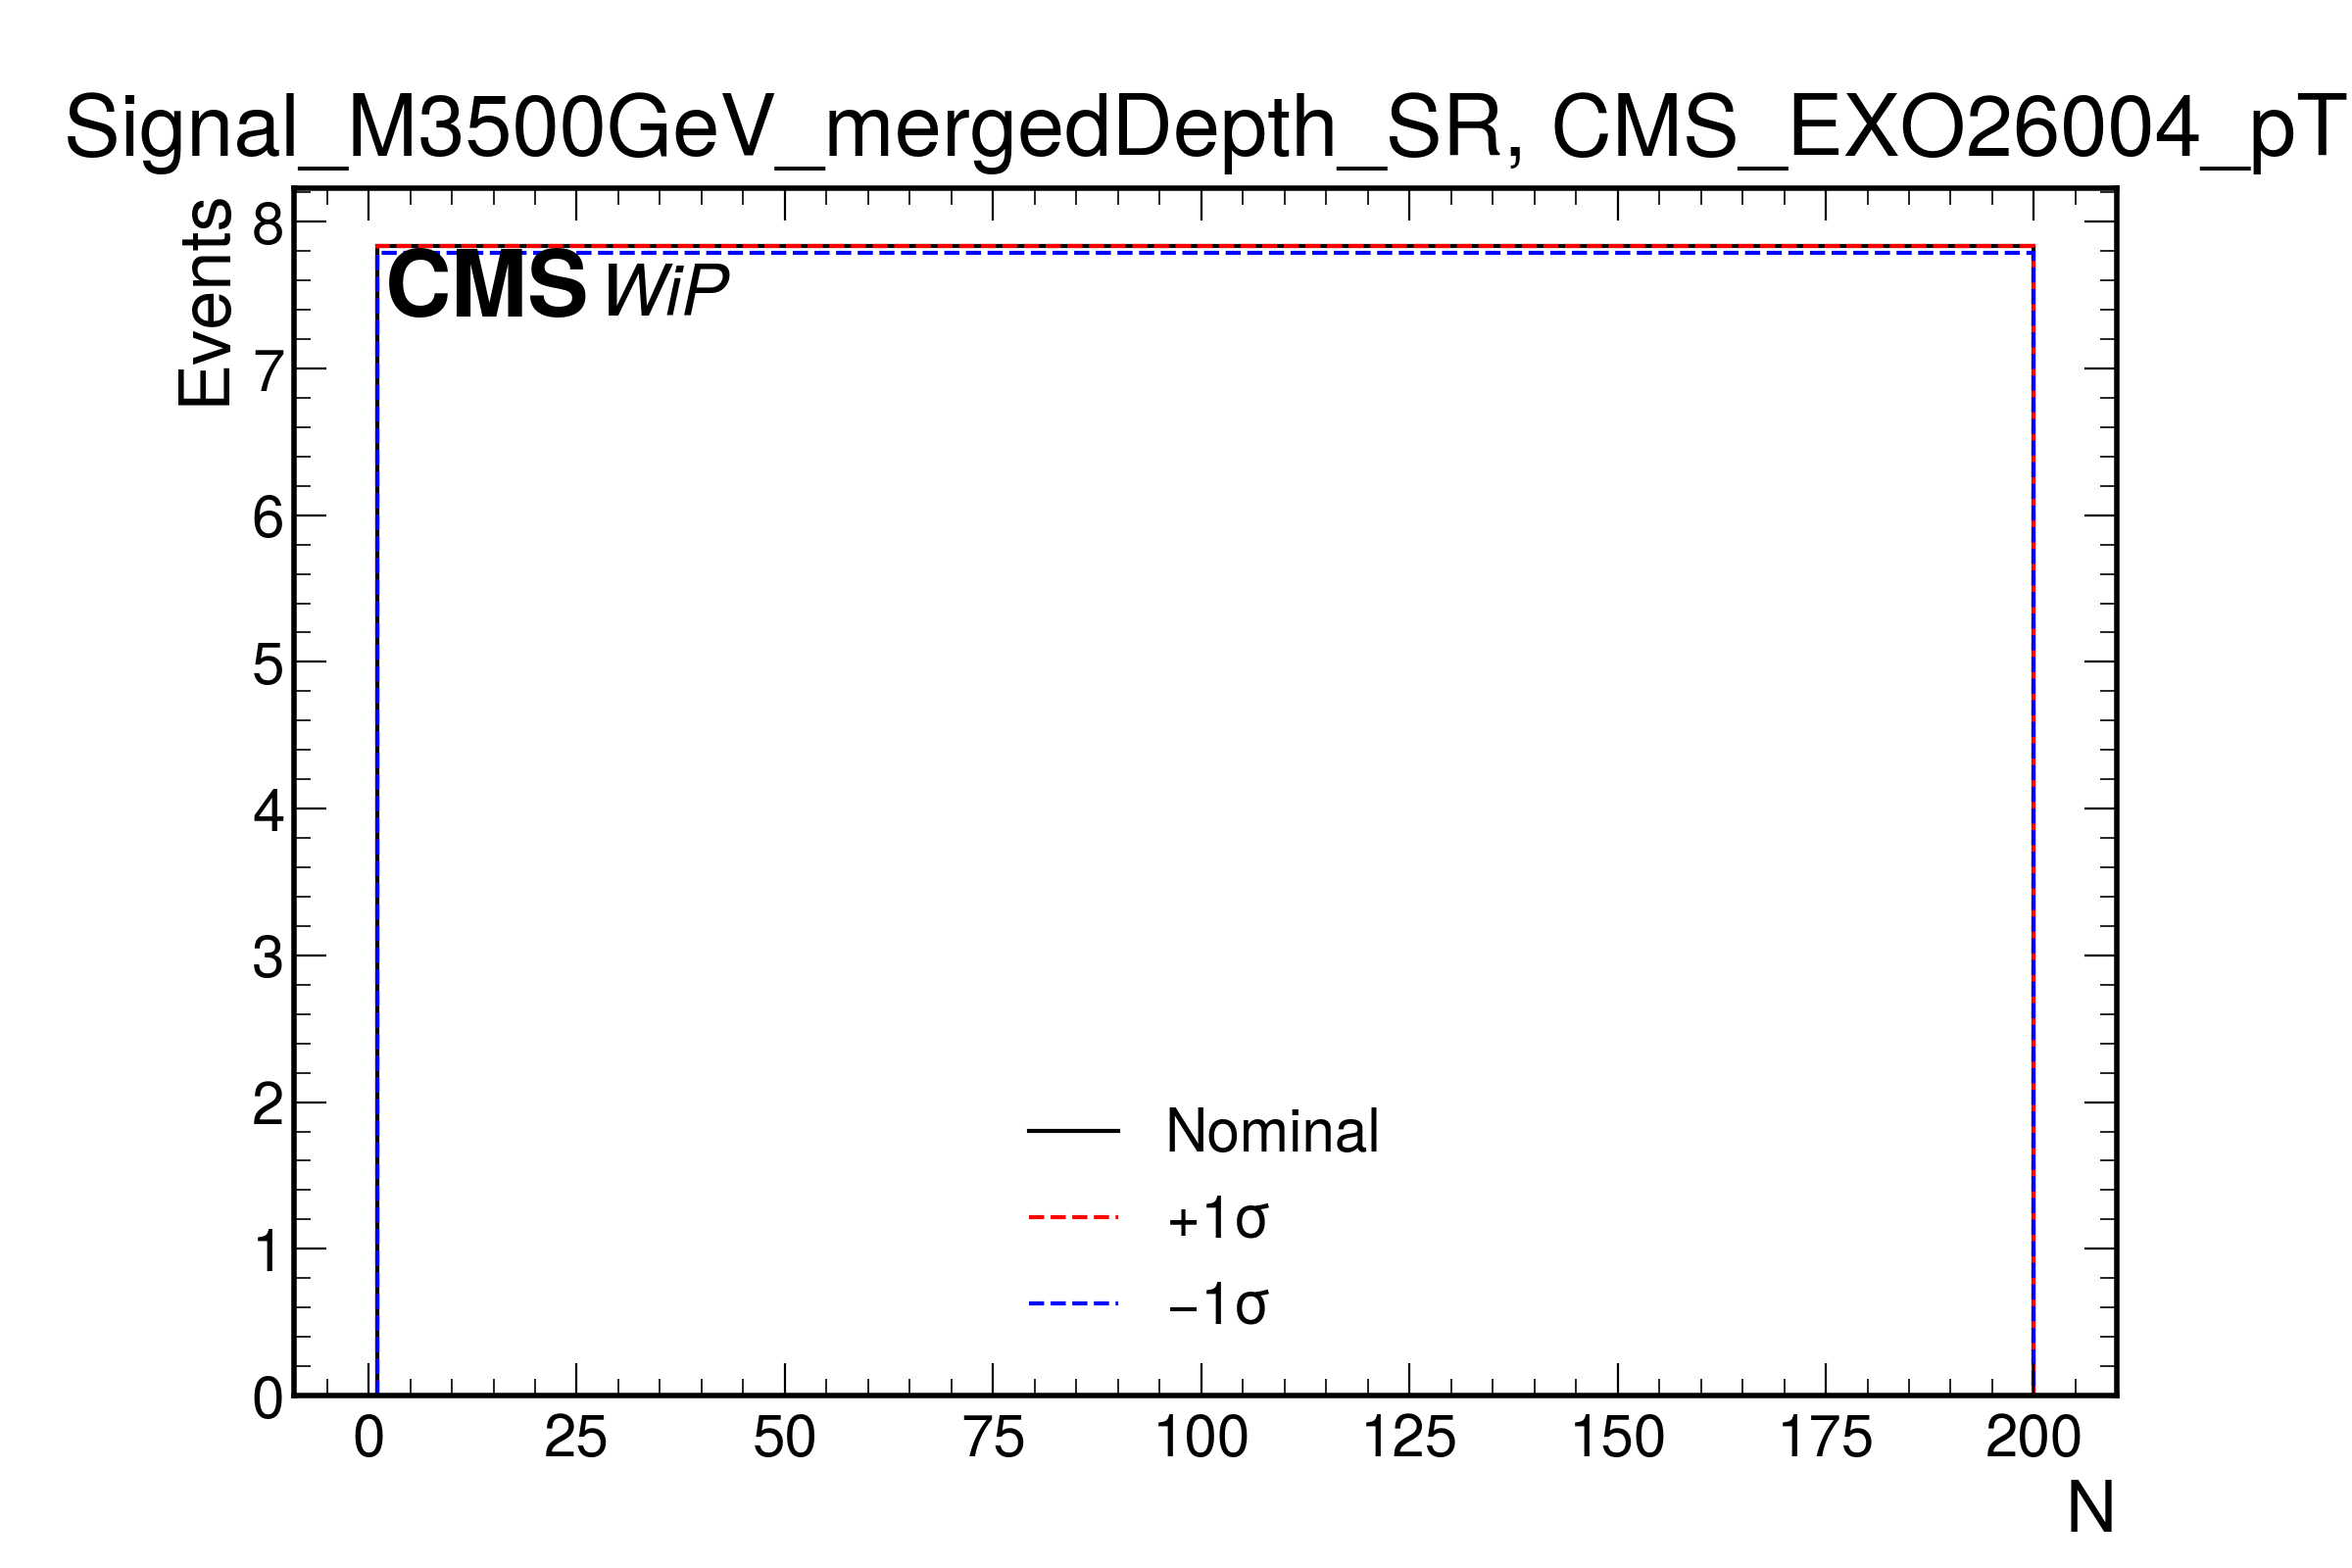 Signal_M3500GeV_mergedDepth_SR, CMS_EXO26004_pT
Events
8
CMS WiP
7
6
5
4
3
2
1
0
Nominal
+1σ
−1σ
0 25 50 75 100 125 150 175 200
N